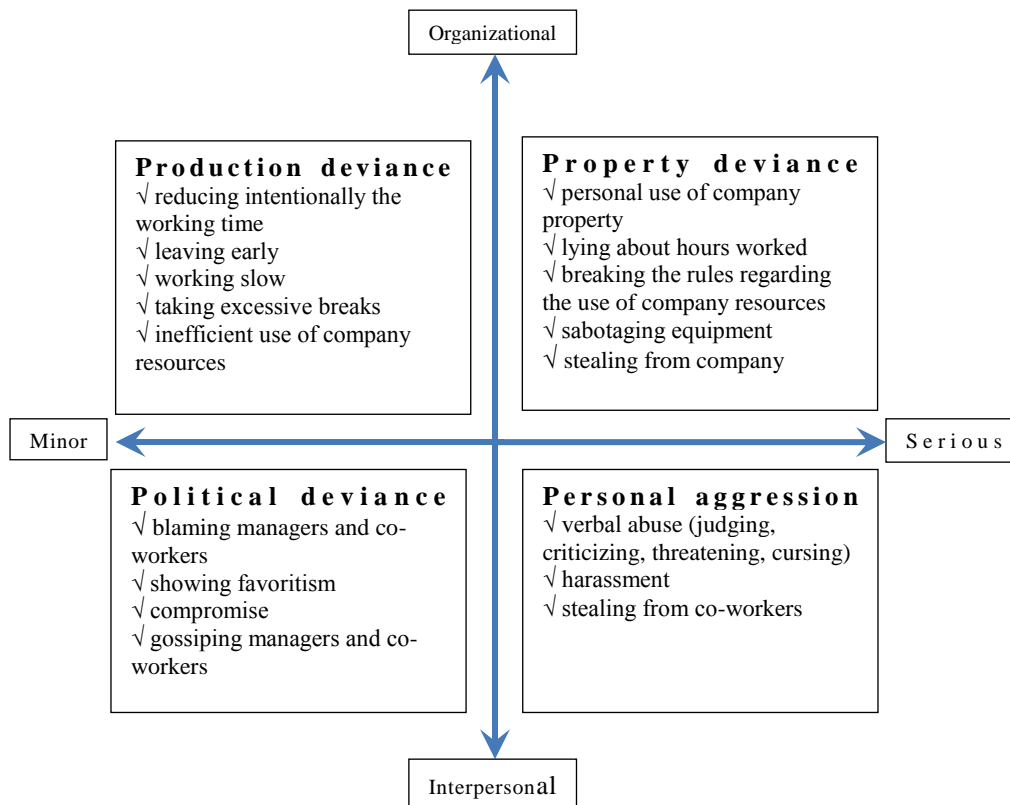 Organizational
Production deviance
√ reducing intentionally the
working time
√ leaving early
√ working slow
√ taking excessive breaks
√ inefficient use of company
resources
Property deviance
√ personal use of company
property
√ lying about hours worked
√ breaking the rules regarding
the use of company resources
√ sabotaging equipment
√ stealing from company
Minor
Serious
Political deviance
√ blaming managers and co-
workers
√ showing favoritism
√ compromise
√ gossiping managers and co-
workers
Personal aggression
√ verbal abuse (judging,
criticizing, threatening, cursing)
√ harassment
√ stealing from co-workers
Interpersonal